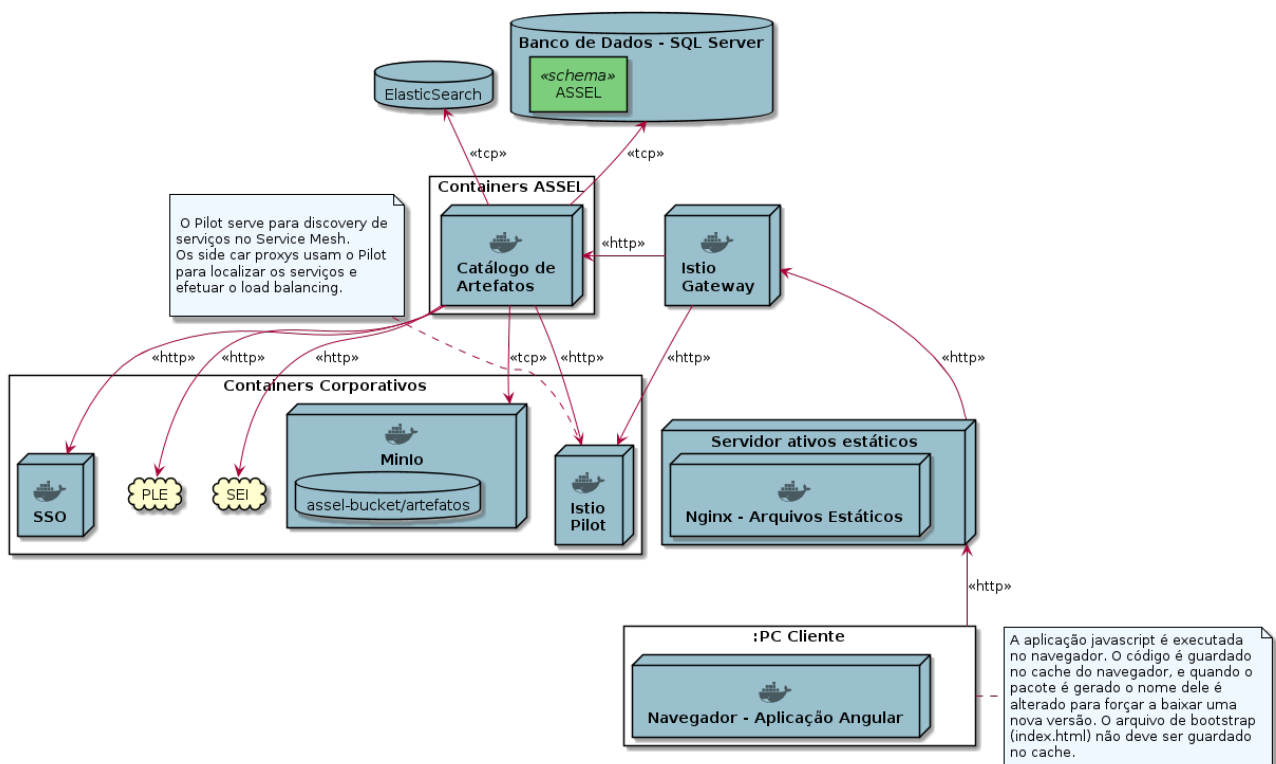 Banco de Dados - SQL Server
«schema»
ASSEL
ElasticSearch
«tcp»
«tcp»
Containers ASSEL
O Pilot serve para discovery de
serviços no Service Mesh.
Os side car proxys usam o Pilot
para localizar os serviços e
efetuar o load balancing.
Catálogo de
Artefatos
«http»
Istio
Gateway
«http»
«http»
«http»
«tcp»
«http»
«http»
«http»
Containers Corporativos
SSO
PLE
SEI
MinIo
assel-bucket/artefatos
Istio
Pilot
Servidor ativos estáticos
Nginx - Arquivos Estáticos
«http»
:PC Cliente
Navegador - Aplicação Angular
A aplicação javascript é executada
no navegador. O código é guardado
no cache do navegador, e quando o
pacote é gerado o nome dele é
alterado para forçar a baixar uma
nova versão. O arquivo de bootstrap
(index.html) não deve ser guardado
no cache.